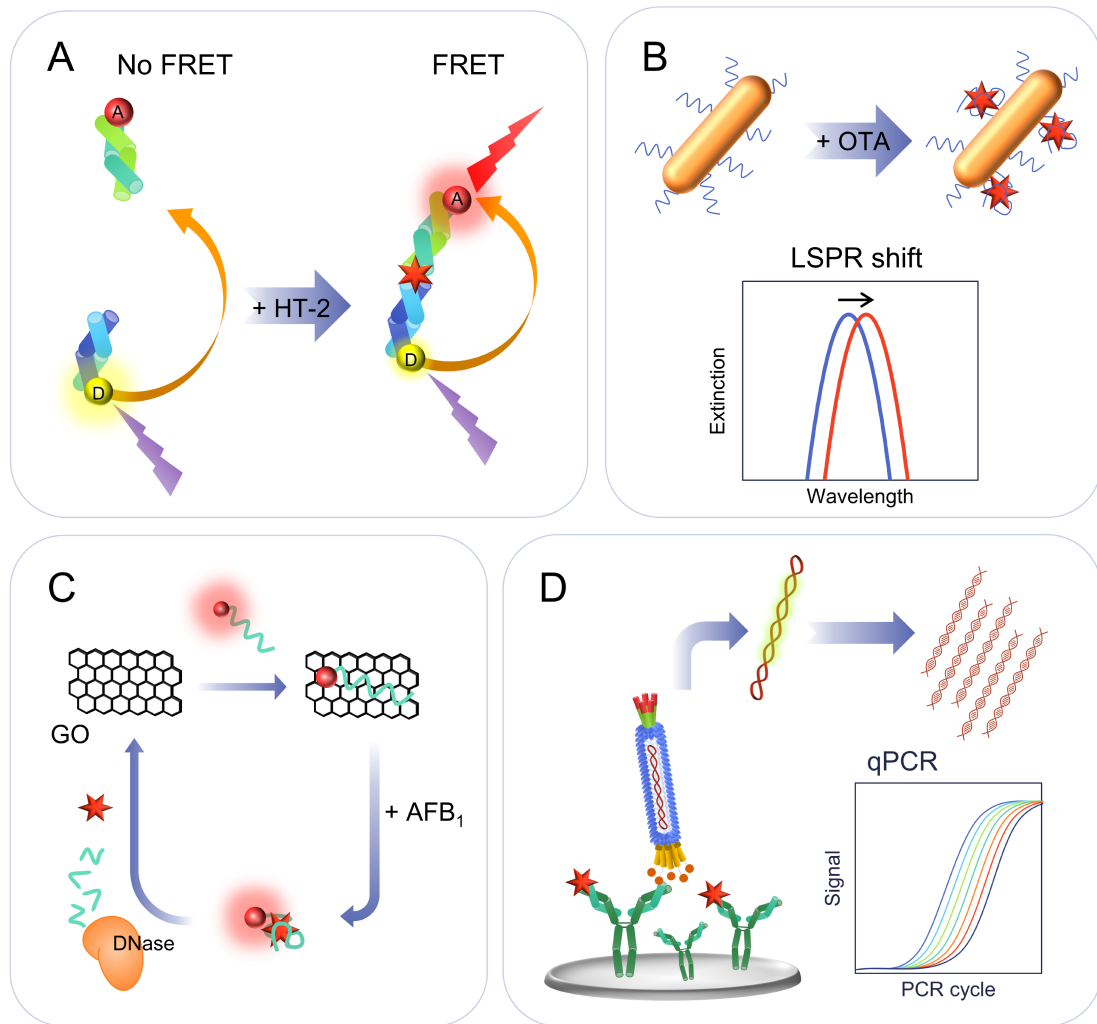 A
No FRET
FRET
A
A
+ HT-2
D
D
B
+ OTA
LSPR shift
Extinction
Wavelength
C
GO
+ AFB₁
DNase
D
qPCR
Signal
PCR cycle